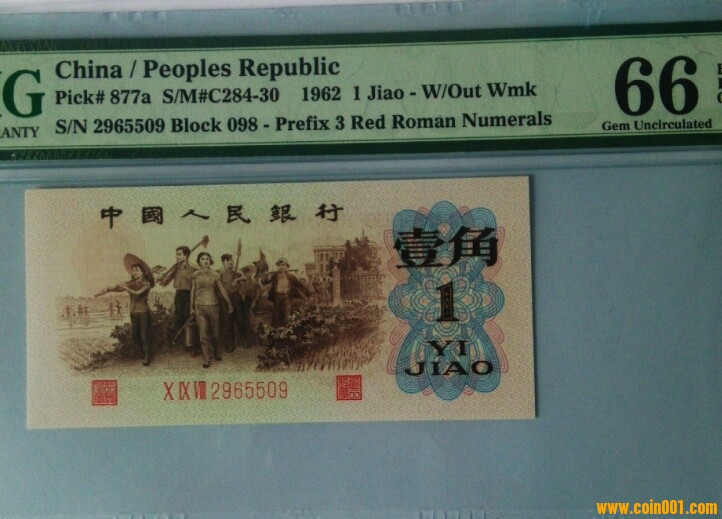 China / Peoples Republic
Pick# 877a S/M#C284-30 1962 1 Jiao - W/Out Wmk
S/N 2965509 Block 098 - Prefix 3 Red Roman Numerals
66
Gem Uncirculated
中國人民銀行
壹角
1
YI
JIAO
X IX VIII 2965509
www.coin001.com